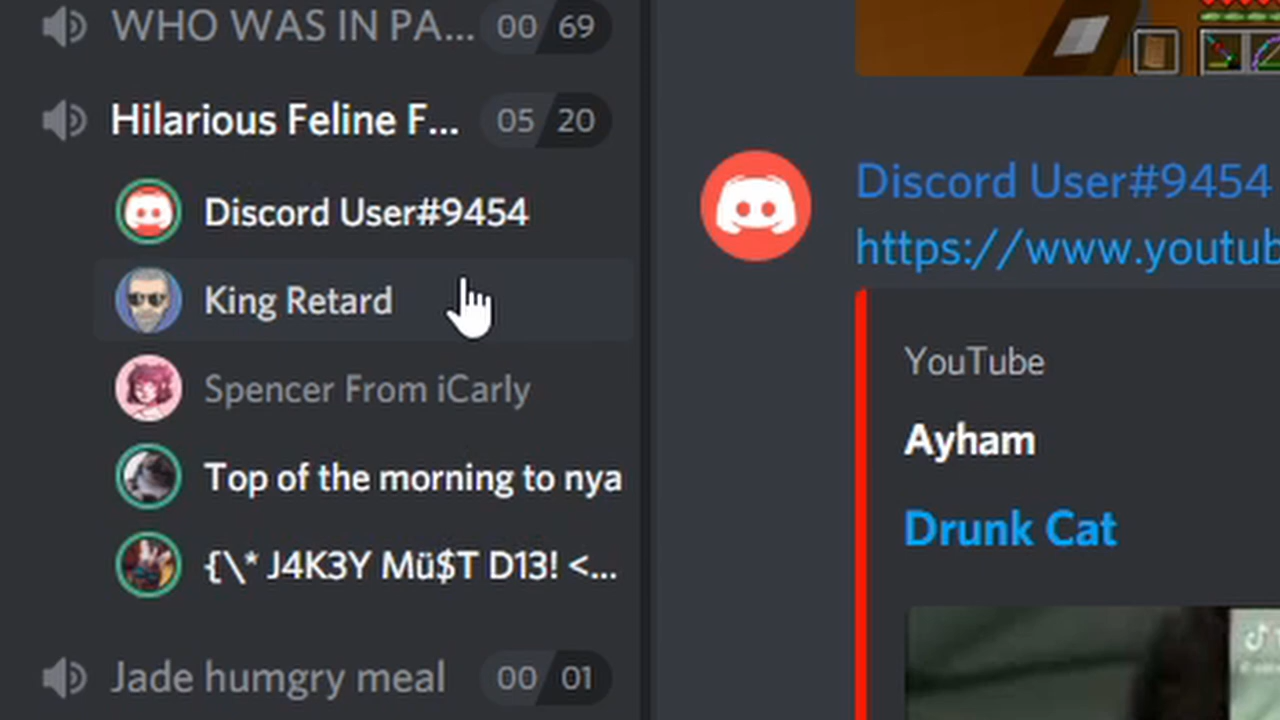 WHO WAS IN PA... 00 69
Hilarious Feline F... 05 20
Discord User#9454
King Retard
Spencer From iCarly
Top of the morning to nya
{\* J4K3Y Mü$T D13! <...
Jade humgry meal 00 01
Discord User#9454
https://www.youtub
YouTube
Ayham
Drunk Cat